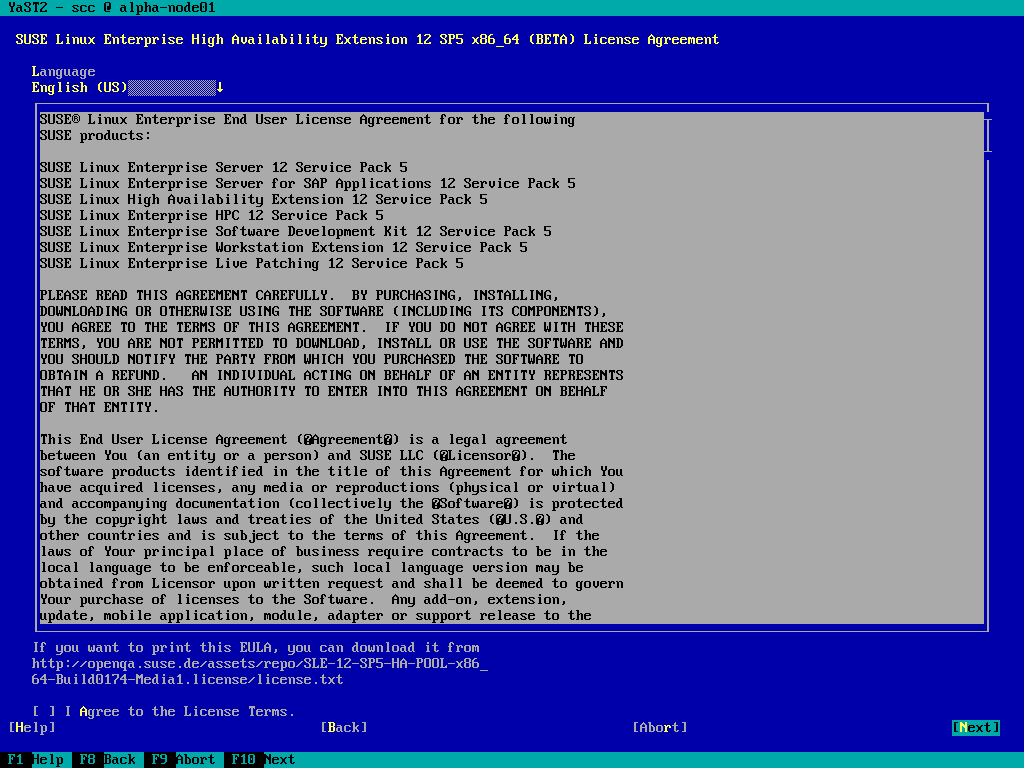 YaST2 - scc @ alpha-node01
SUSE Linux Enterprise High Availability Extension 12 SP5 x86_64 (BETA) License Agreement
Language
English (US)↓
SUSE® Linux Enterprise End User License Agreement for the following
SUSE products:
SUSE Linux Enterprise Server 12 Service Pack 5
SUSE Linux Enterprise Server for SAP Applications 12 Service Pack 5
SUSE Linux High Availability Extension 12 Service Pack 5
SUSE Linux Enterprise HPC 12 Service Pack 5
SUSE Linux Enterprise Software Development Kit 12 Service Pack 5
SUSE Linux Enterprise Workstation Extension 12 Service Pack 5
SUSE Linux Enterprise Live Patching 12 Service Pack 5
PLEASE READ THIS AGREEMENT CAREFULLY.  BY PURCHASING, INSTALLING,
DOWNLOADING OR OTHERWISE USING THE SOFTWARE (INCLUDING ITS COMPONENTS),
YOU AGREE TO THE TERMS OF THIS AGREEMENT.  IF YOU DO NOT AGREE WITH THESE
TERMS, YOU ARE NOT PERMITTED TO DOWNLOAD, INSTALL OR USE THE SOFTWARE AND
YOU SHOULD NOTIFY THE PARTY FROM WHICH YOU PURCHASED THE SOFTWARE TO
OBTAIN A REFUND.   AN INDIVIDUAL ACTING ON BEHALF OF AN ENTITY REPRESENTS
THAT HE OR SHE HAS THE AUTHORITY TO ENTER INTO THIS AGREEMENT ON BEHALF
OF THAT ENTITY.
This End User License Agreement (�Agreement�) is a legal agreement
between You (an entity or a person) and SUSE LLC (�Licensor�).  The
software products identified in the title of this Agreement for which You
have acquired licenses, any media or reproductions (physical or virtual)
and accompanying documentation (collectively the �Software�) is protected
by the copyright laws and treaties of the United States (�U.S.�) and
other countries and is subject to the terms of this Agreement.  If the
laws of Your principal place of business require contracts to be in the
local language to be enforceable, such local language version may be
obtained from Licensor upon written request and shall be deemed to govern
Your purchase of licenses to the Software.  Any add-on, extension,
update, mobile application, module, adapter or support release to the
If you want to print this EULA, you can download it from
http://openqa.suse.de/assets/repo/SLE-12-SP5-HA-POOL-x86_
64-Build0174-Media1.license/license.txt
[ ] I Agree to the License Terms.
[Help] [Back] [Abort] [Next]
F1 Help F8 Back F9 Abort F10 Next